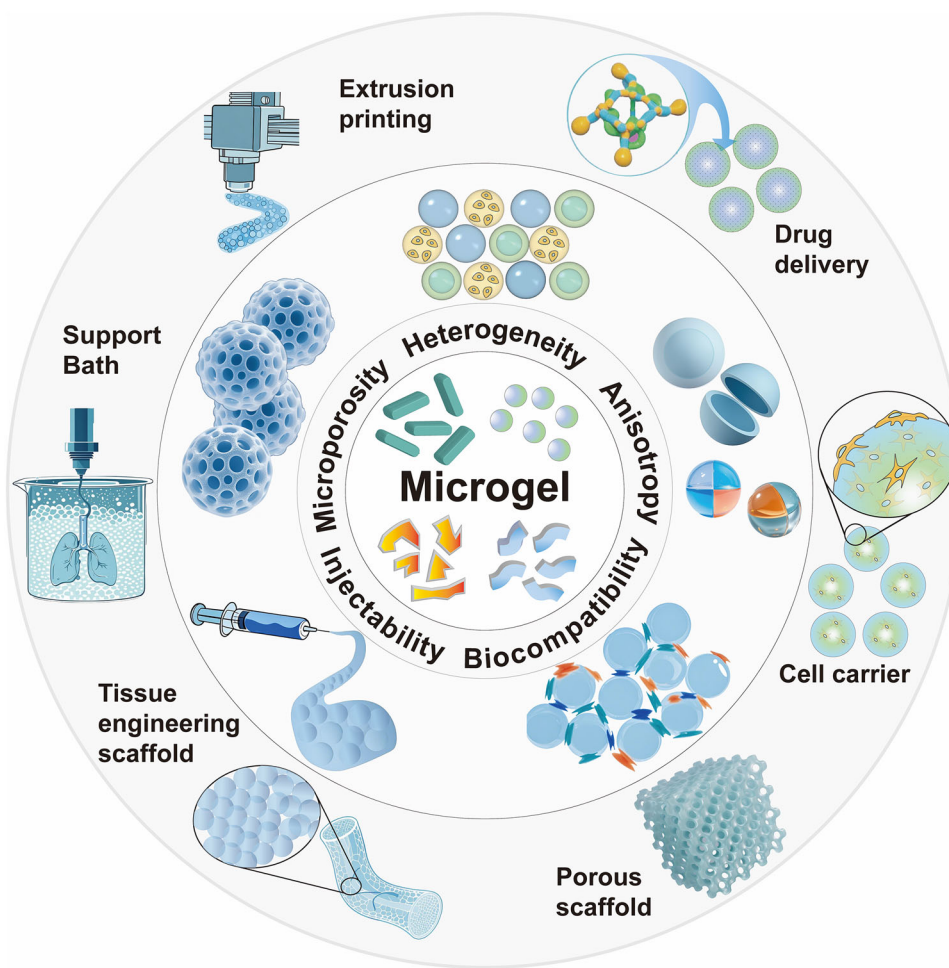 Extrusion
printing
Drug
delivery
Support
Bath
Heterogeneity
Microporosity
Anisotropy
Microgel
Injectability
Biocompatibility
Cell carrier
Tissue
engineering
scaffold
Porous
scaffold